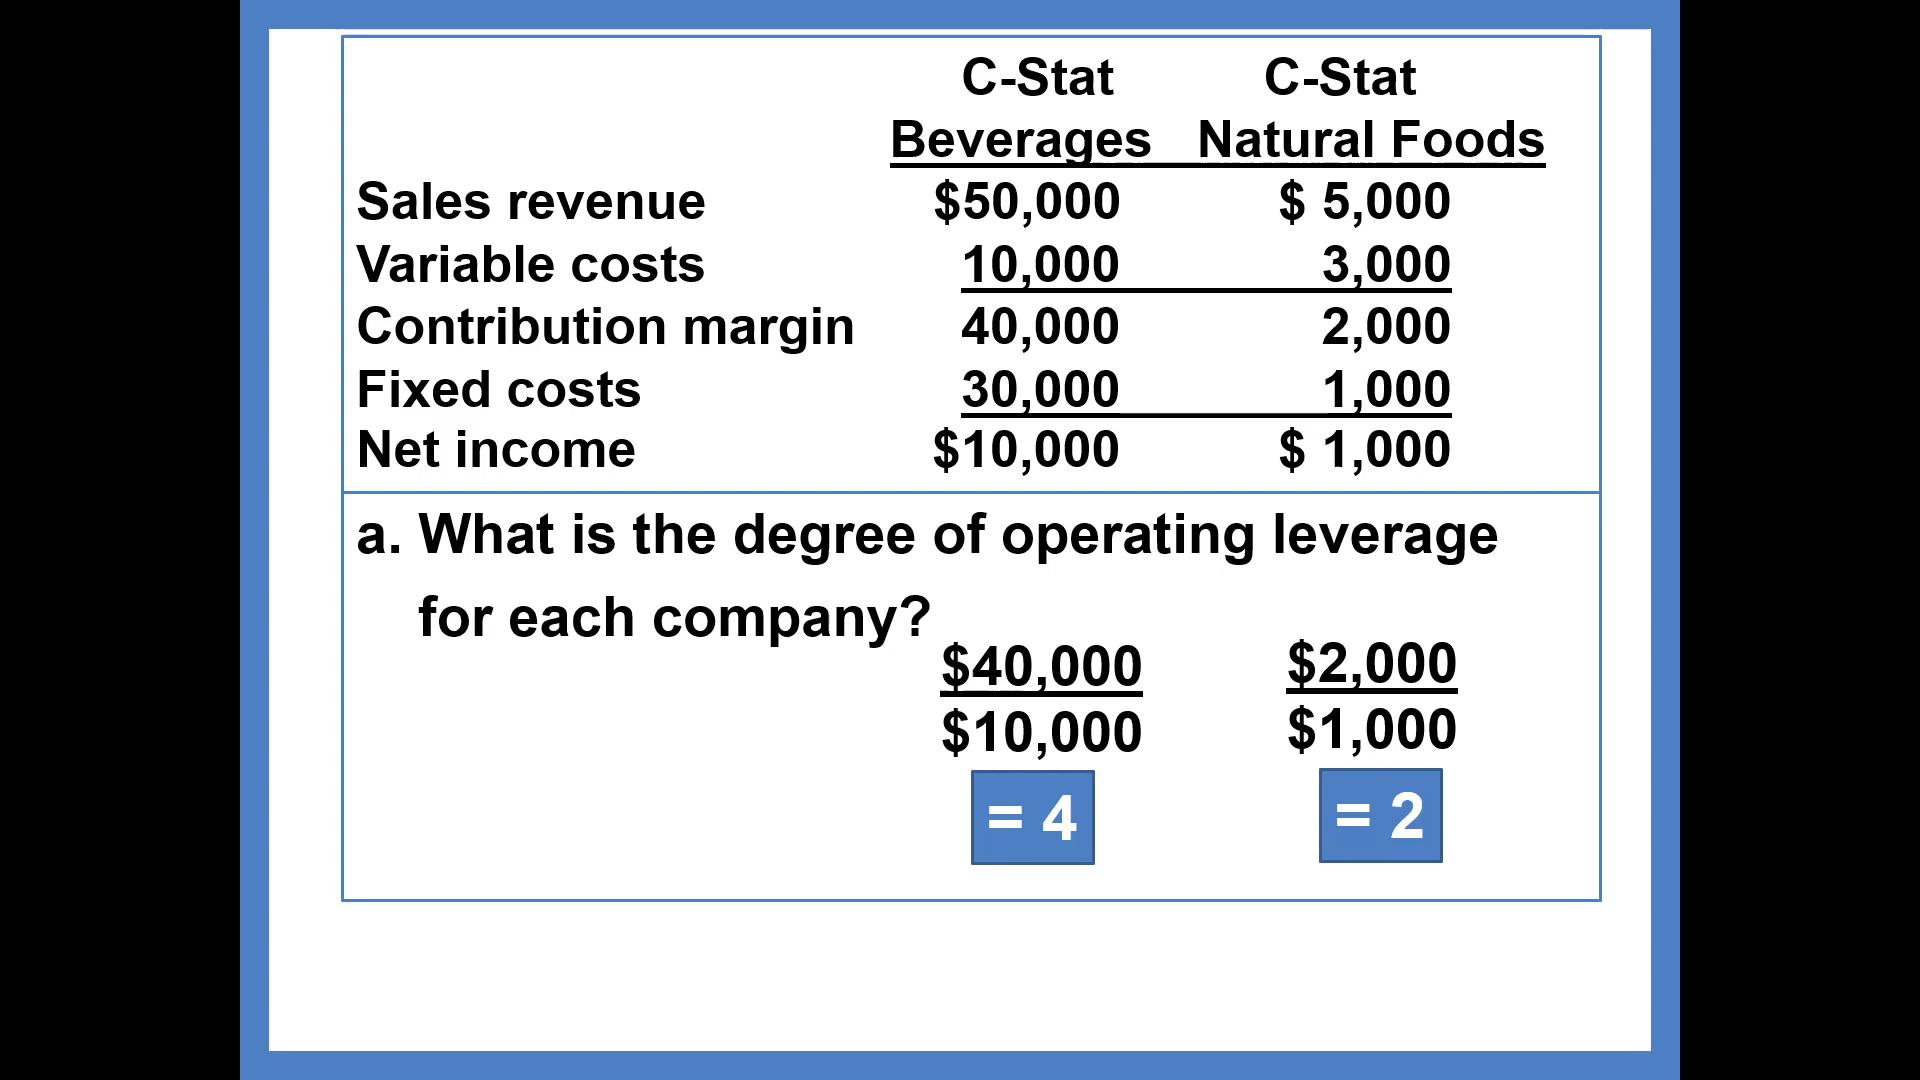 C-Stat C-Stat
Beverages Natural Foods
Sales revenue $50,000 $ 5,000
Variable costs 10,000 3,000
Contribution margin 40,000 2,000
Fixed costs 30,000 1,000
Net income $10,000 $ 1,000
a. What is the degree of operating leverage
for each company?
$40,000 $2,000
$10,000 $1,000
= 4 = 2